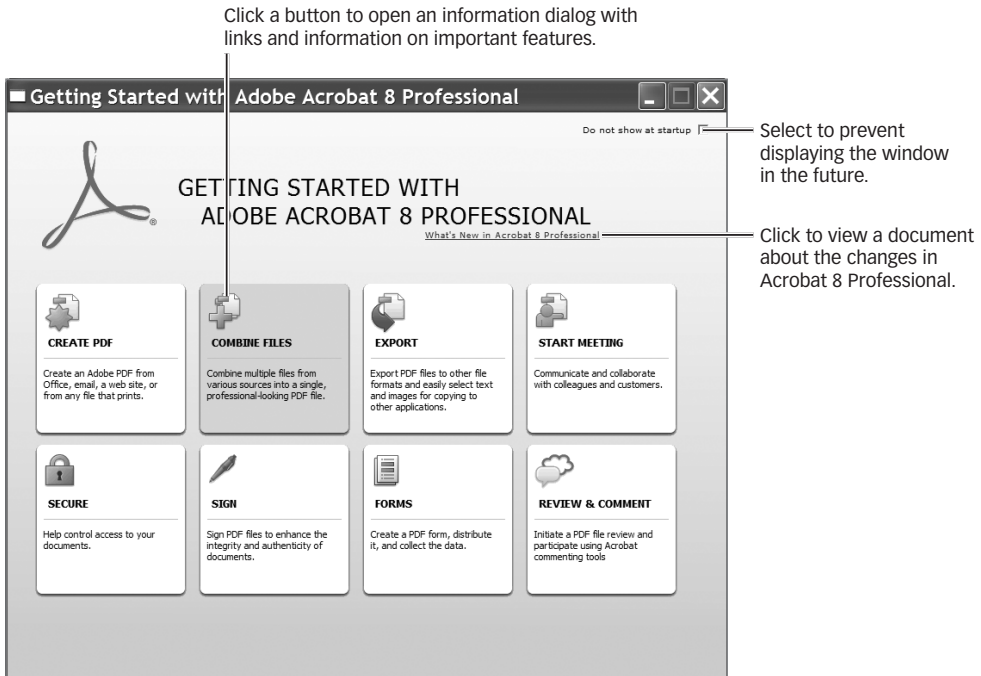 Click a button to open an information dialog with
links and information on important features.
Getting Started with Adobe Acrobat 8 Professional
Do not show at startup
Select to prevent
displaying the window
in the future.
GETTING STARTED WITH
ADOBE ACROBAT 8 PROFESSIONAL
What's New in Acrobat 8 Professional
Click to view a document
about the changes in
Acrobat 8 Professional.
CREATE PDF
Create an Adobe PDF from
Office, email, a web site, or
from any file that prints.
COMBINE FILES
Combine multiple files from
various sources into a single,
professional-looking PDF file.
EXPORT
Export PDF files to other file
formats and easily select text
and images for copying to
other applications.
START MEETING
Communicate and collaborate
with colleagues and customers.
SECURE
Help control access to your
documents.
SIGN
Sign PDF files to enhance the
integrity and authenticity of
documents.
FORMS
Create a PDF form, distribute
it, and collect the data.
REVIEW & COMMENT
Initiate a PDF file review and
participate using Acrobat
commenting tools